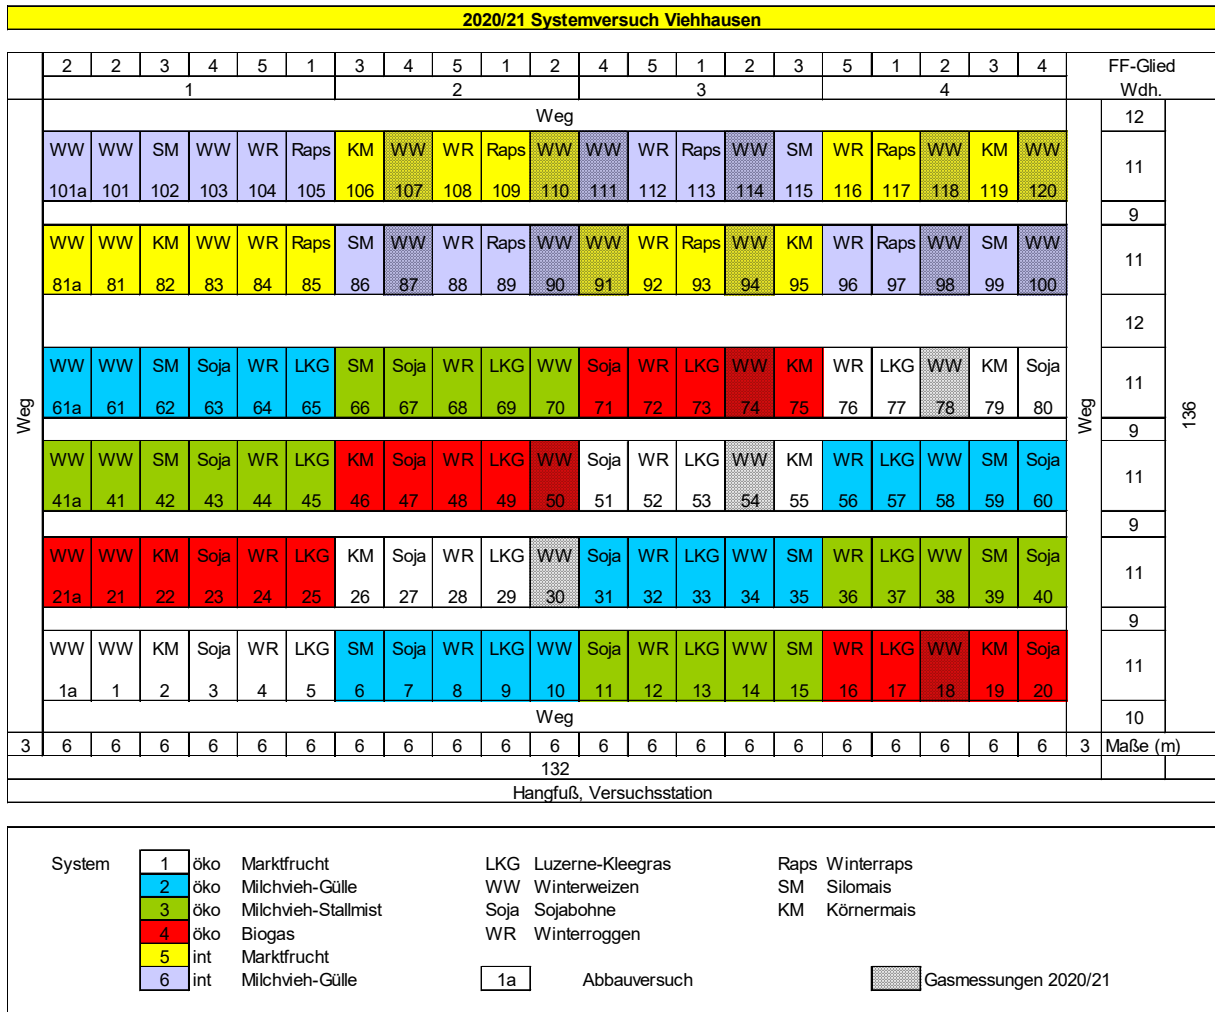 2020/21 Systemversuch Viehhausen
2 2 3 4 5 1 3 4 5 1 2 4 5 1 2 3 5 1 2 3 4 FF-Glied
1 2 3 4 Wdh.
Weg 12
WW WW SM WW WR Raps KM WW WR Raps WW WW WR Raps WW SM WR Raps WW KM WW
11
101a 101 102 103 104 105 106 107 108 109 110 111 112 113 114 115 116 117 118 119 120
9
WW WW KM WW WR Raps SM WW WR Raps WW WW WR Raps WW KM WR Raps WW SM WW
11
81a 81 82 83 84 85 86 87 88 89 90 91 92 93 94 95 96 97 98 99 100
12
WW WW SM Soja WR LKG SM Soja WR LKG WW Soja WR LKG WW KM WR LKG WW KM Soja
11
61a 61 62 63 64 65 66 67 68 69 70 71 72 73 74 75 76 77 78 79 80
Weg
Weg
136
9
WW WW SM Soja WR LKG KM Soja WR LKG WW Soja WR LKG WW KM WR LKG WW SM Soja
11
41a 41 42 43 44 45 46 47 48 49 50 51 52 53 54 55 56 57 58 59 60
9
WW WW KM Soja WR LKG KM Soja WR LKG WW Soja WR LKG WW SM WR LKG WW SM Soja
11
21a 21 22 23 24 25 26 27 28 29 30 31 32 33 34 35 36 37 38 39 40
9
WW WW KM Soja WR LKG SM Soja WR LKG WW Soja WR LKG WW SM WR LKG WW KM Soja
11
1a 1 2 3 4 5 6 7 8 9 10 11 12 13 14 15 16 17 18 19 20
Weg 10
3 6 6 6 6 6 6 6 6 6 6 6 6 6 6 6 6 6 6 6 6 6 3 Maße (m)
132
Hangfuß, Versuchsstation
System 1 öko Marktfrucht LKG Luzerne-Kleegras Raps Winterraps
2 öko Milchvieh-Gülle WW Winterweizen SM Silomais
3 öko Milchvieh-Stallmist Soja Sojabohne KM Körnermais
4 öko Biogas WR Winterroggen
5 int Marktfrucht
6 int Milchvieh-Gülle 1a Abbauversuch Gasmessungen 2020/21